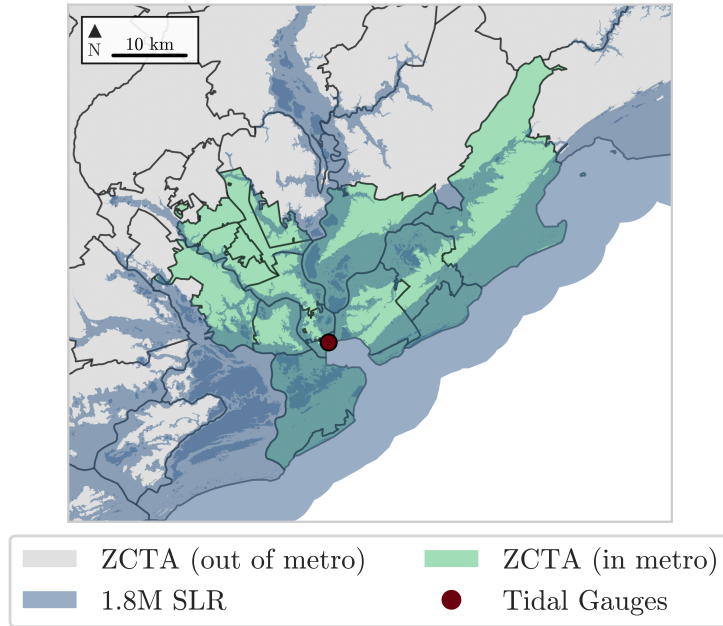 N
10 km
ZCTA (out of metro)
ZCTA (in metro)
1.8M SLR
Tidal Gauges